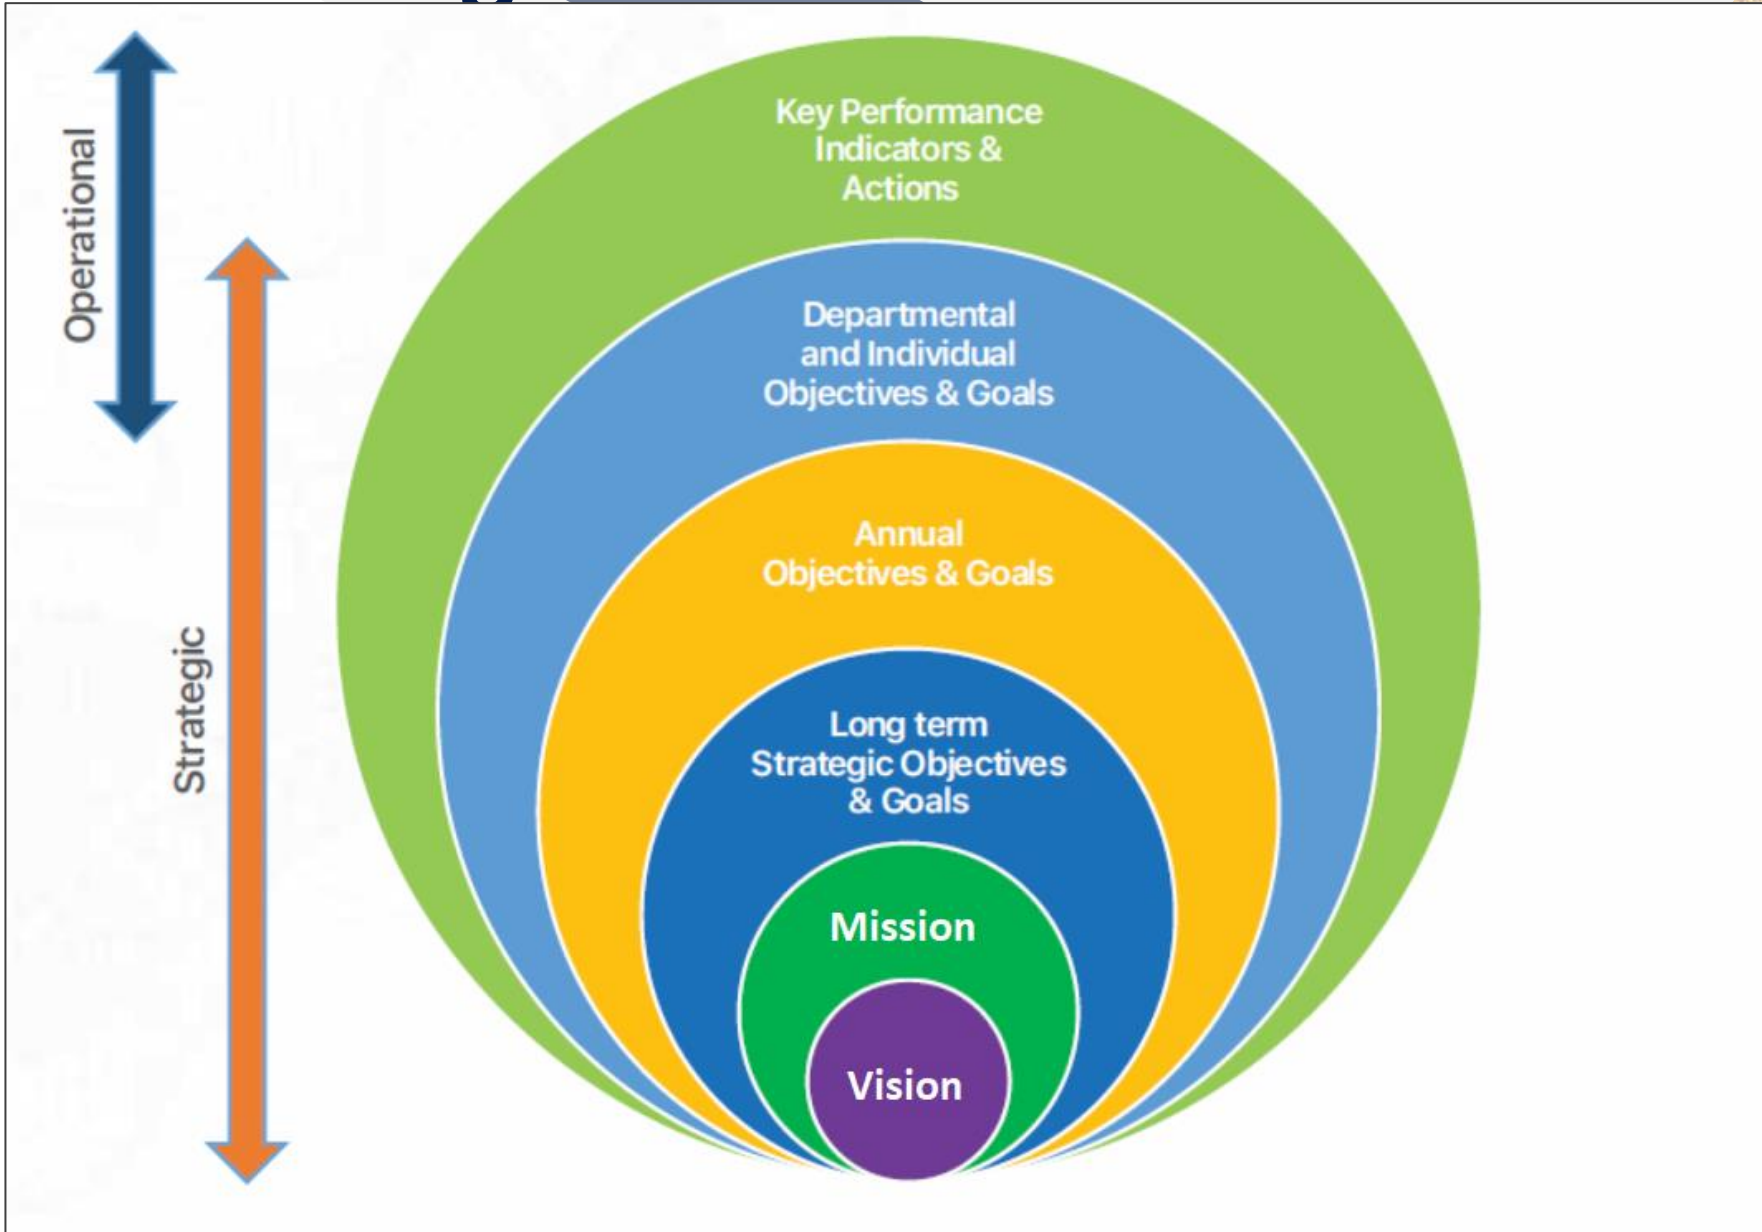 Operational
Strategic
Key Performance
Indicators &
Actions
Departmental
and Individual
Objectives & Goals
Annual
Objectives & Goals
Long term
Strategic Objectives
& Goals
Mission
Vision